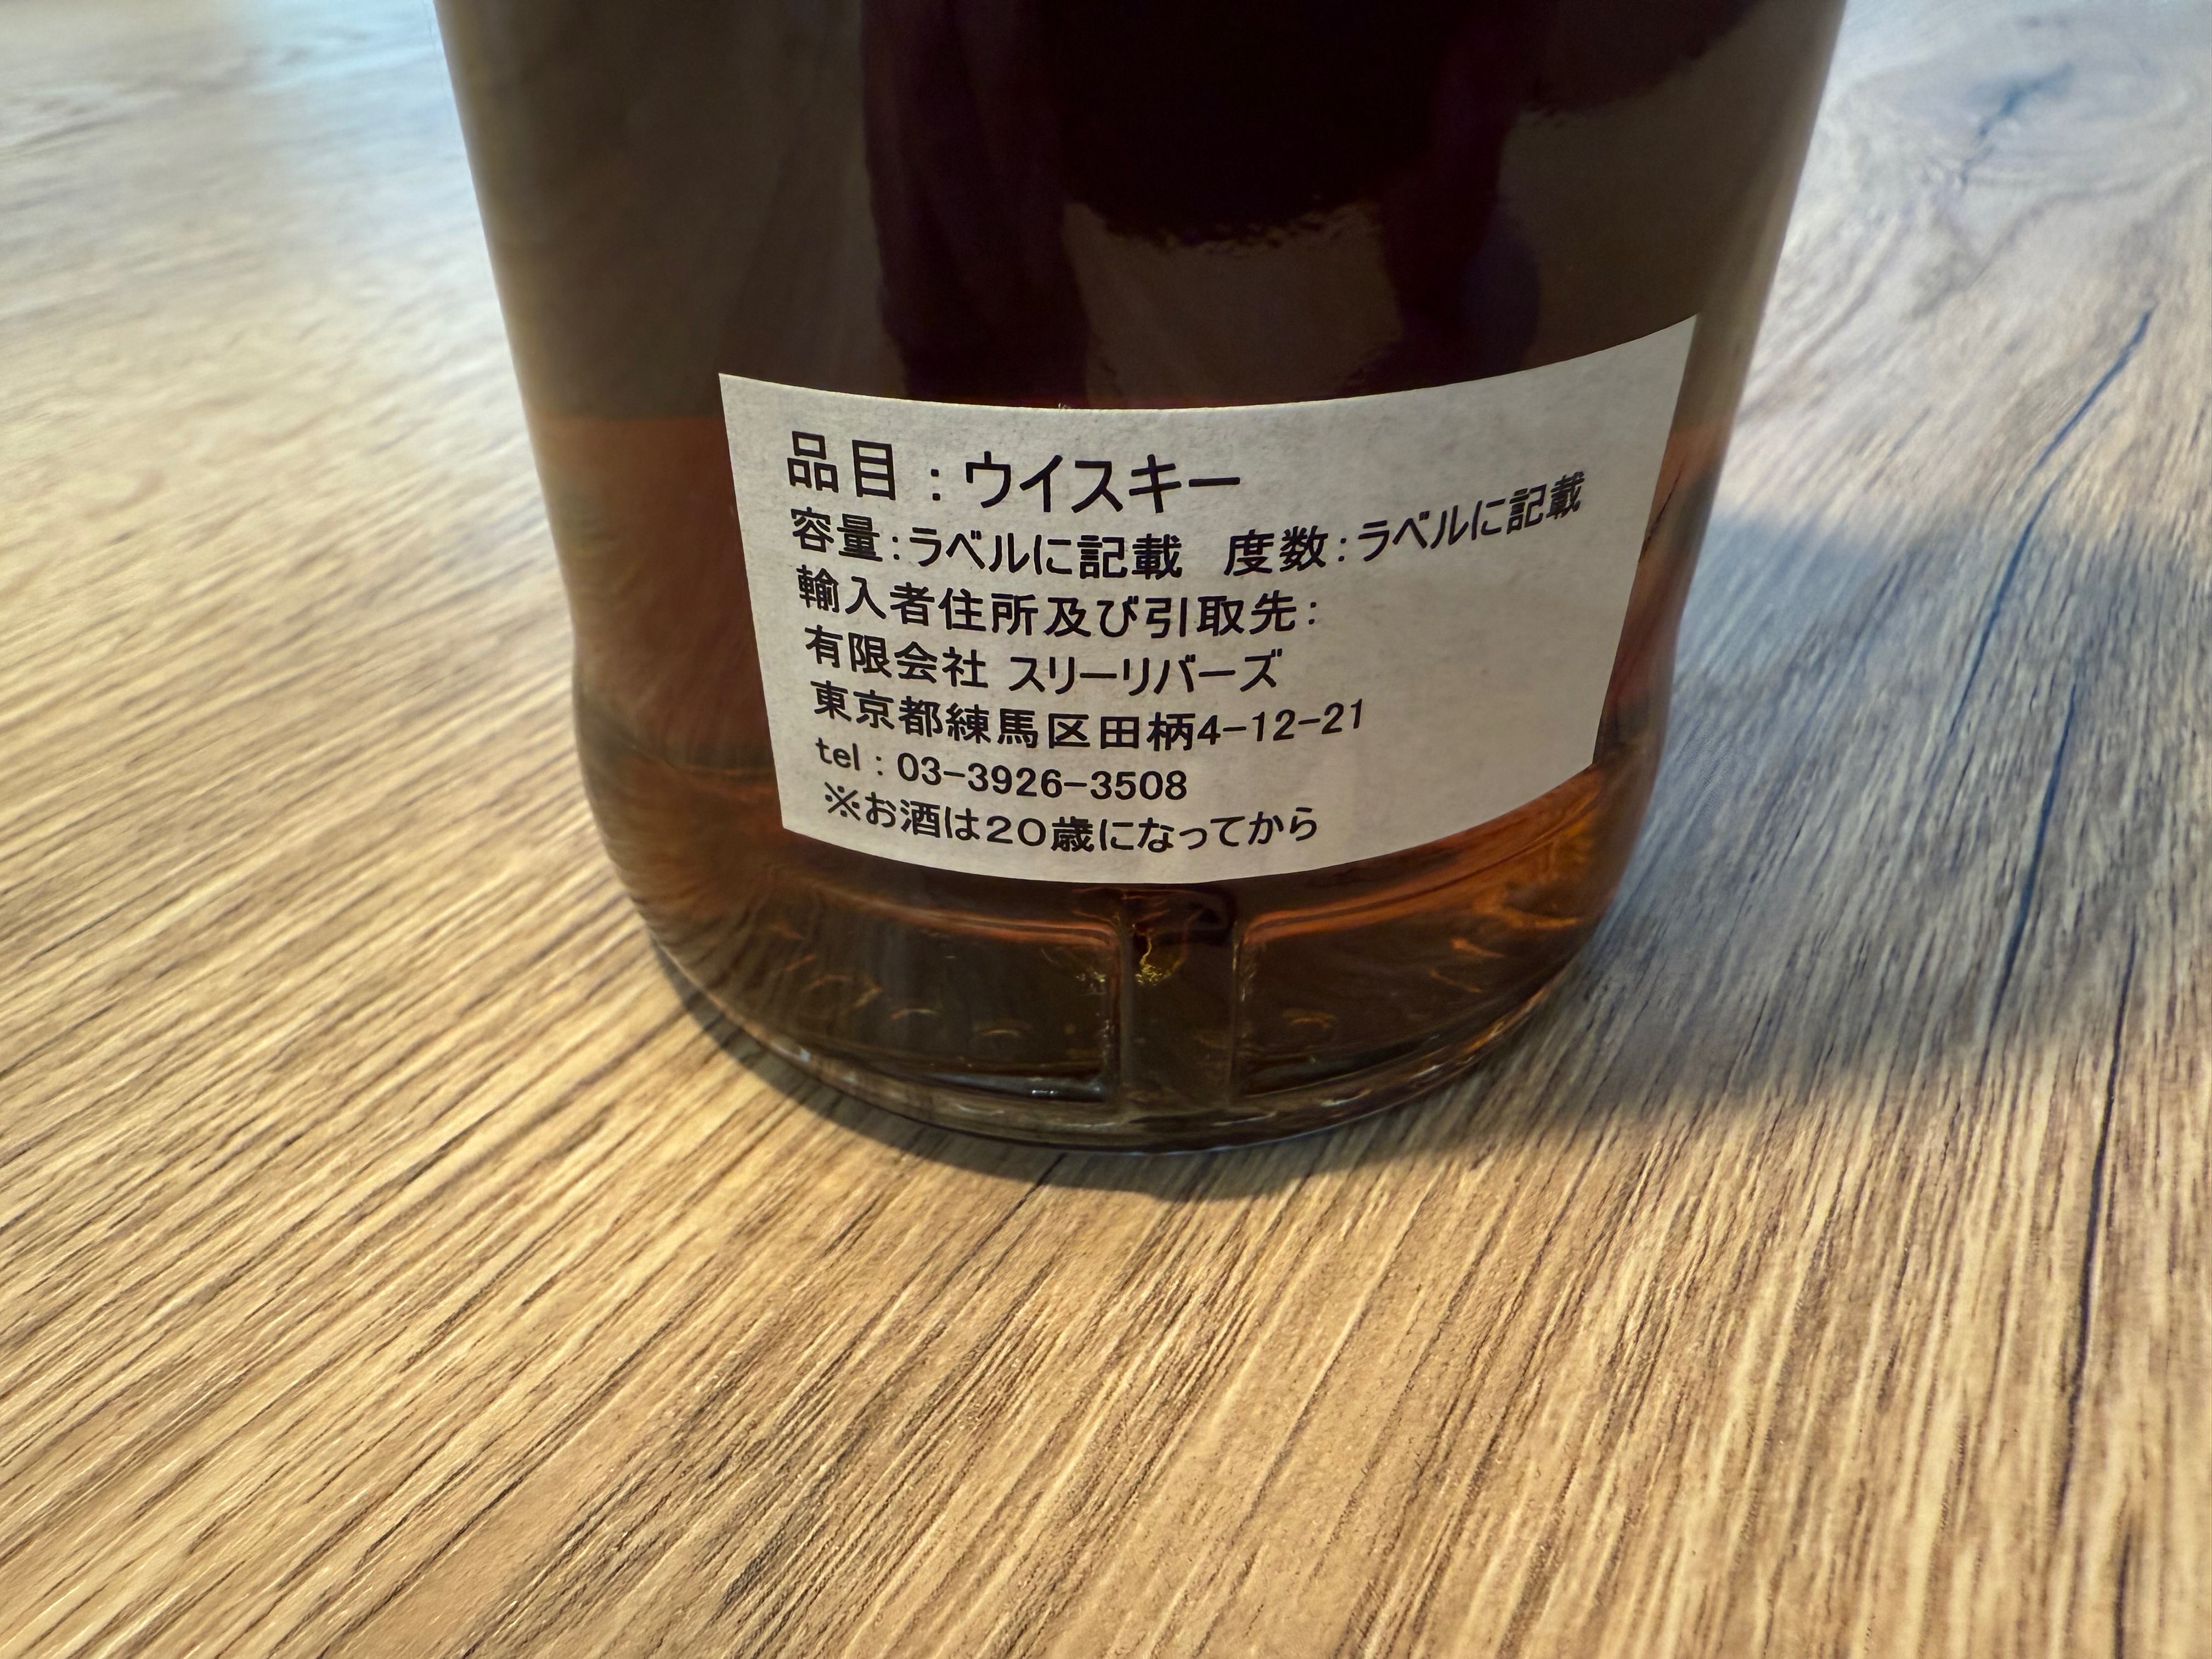 品目：ウイスキー
容量：ラベルに記載 度数：ラベルに記載
輸入者住所及び引取先：
有限会社 スリーリバーズ
東京都練馬区田柄4-12-21
tel：03-3926-3508
※お酒は20歳になってから